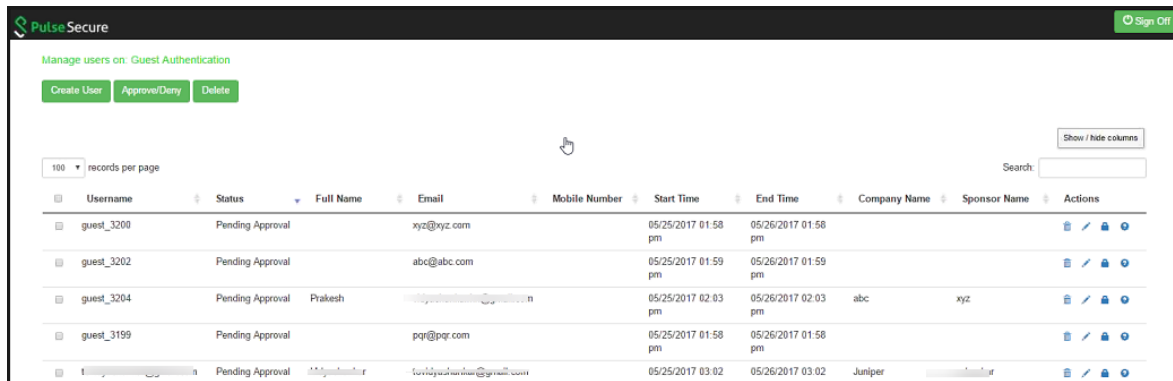 Pulse Secure
Sign Off
Manage users on: Guest Authentication
Create User Approve/Deny Delete
Show / hide columns
100 records per page
Search:
Username Status Full Name Email Mobile Number Start Time End Time Company Name Sponsor Name Actions
guest_3200 Pending Approval xyz@xyz.com 05/25/2017 01:58 05/26/2017 01:58
pm pm
guest_3202 Pending Approval abc@abc.com 05/25/2017 01:59 05/26/2017 01:59
pm pm
guest_3204 Pending Approval Prakesh 05/25/2017 02:03 05/26/2017 02:03 abc xyz
pm pm
guest_3199 Pending Approval pqr@pqr.com 05/25/2017 01:58 05/26/2017 01:58
pm pm
Pending Approval 05/25/2017 03:02 05/26/2017 03:02 Juniper